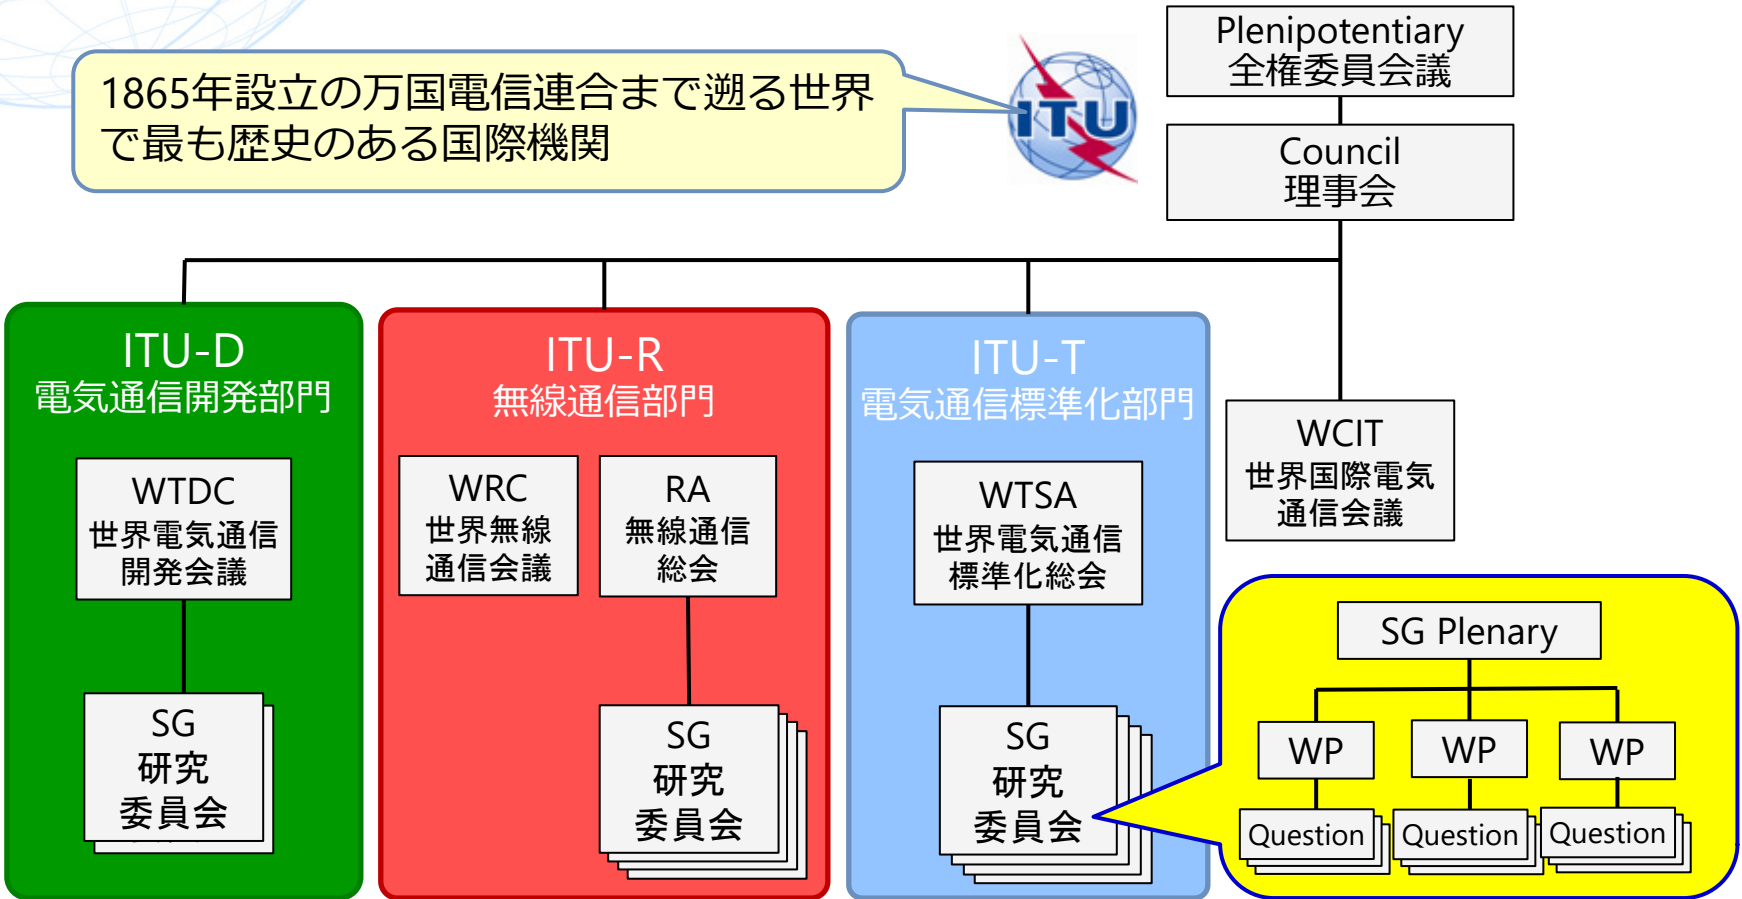 1865年設立の万国電信連合まで遡る世界
で最も歴史のある国際機関
ITU
Plenipotentiary
全権委員会議
Council
理事会
ITU-D
電気通信開発部門
WTDC
世界電気通信
開発会議
SG
研究
委員会
ITU-R
無線通信部門
WRC
世界無線
通信会議
RA
無線通信
総会
SG
研究
委員会
ITU-T
電気通信標準化部門
WTSA
世界電気通信
標準化総会
SG
研究
委員会
WCIT
世界国際電気
通信会議
SG Plenary
WP
WP
WP
Question
Question
Question